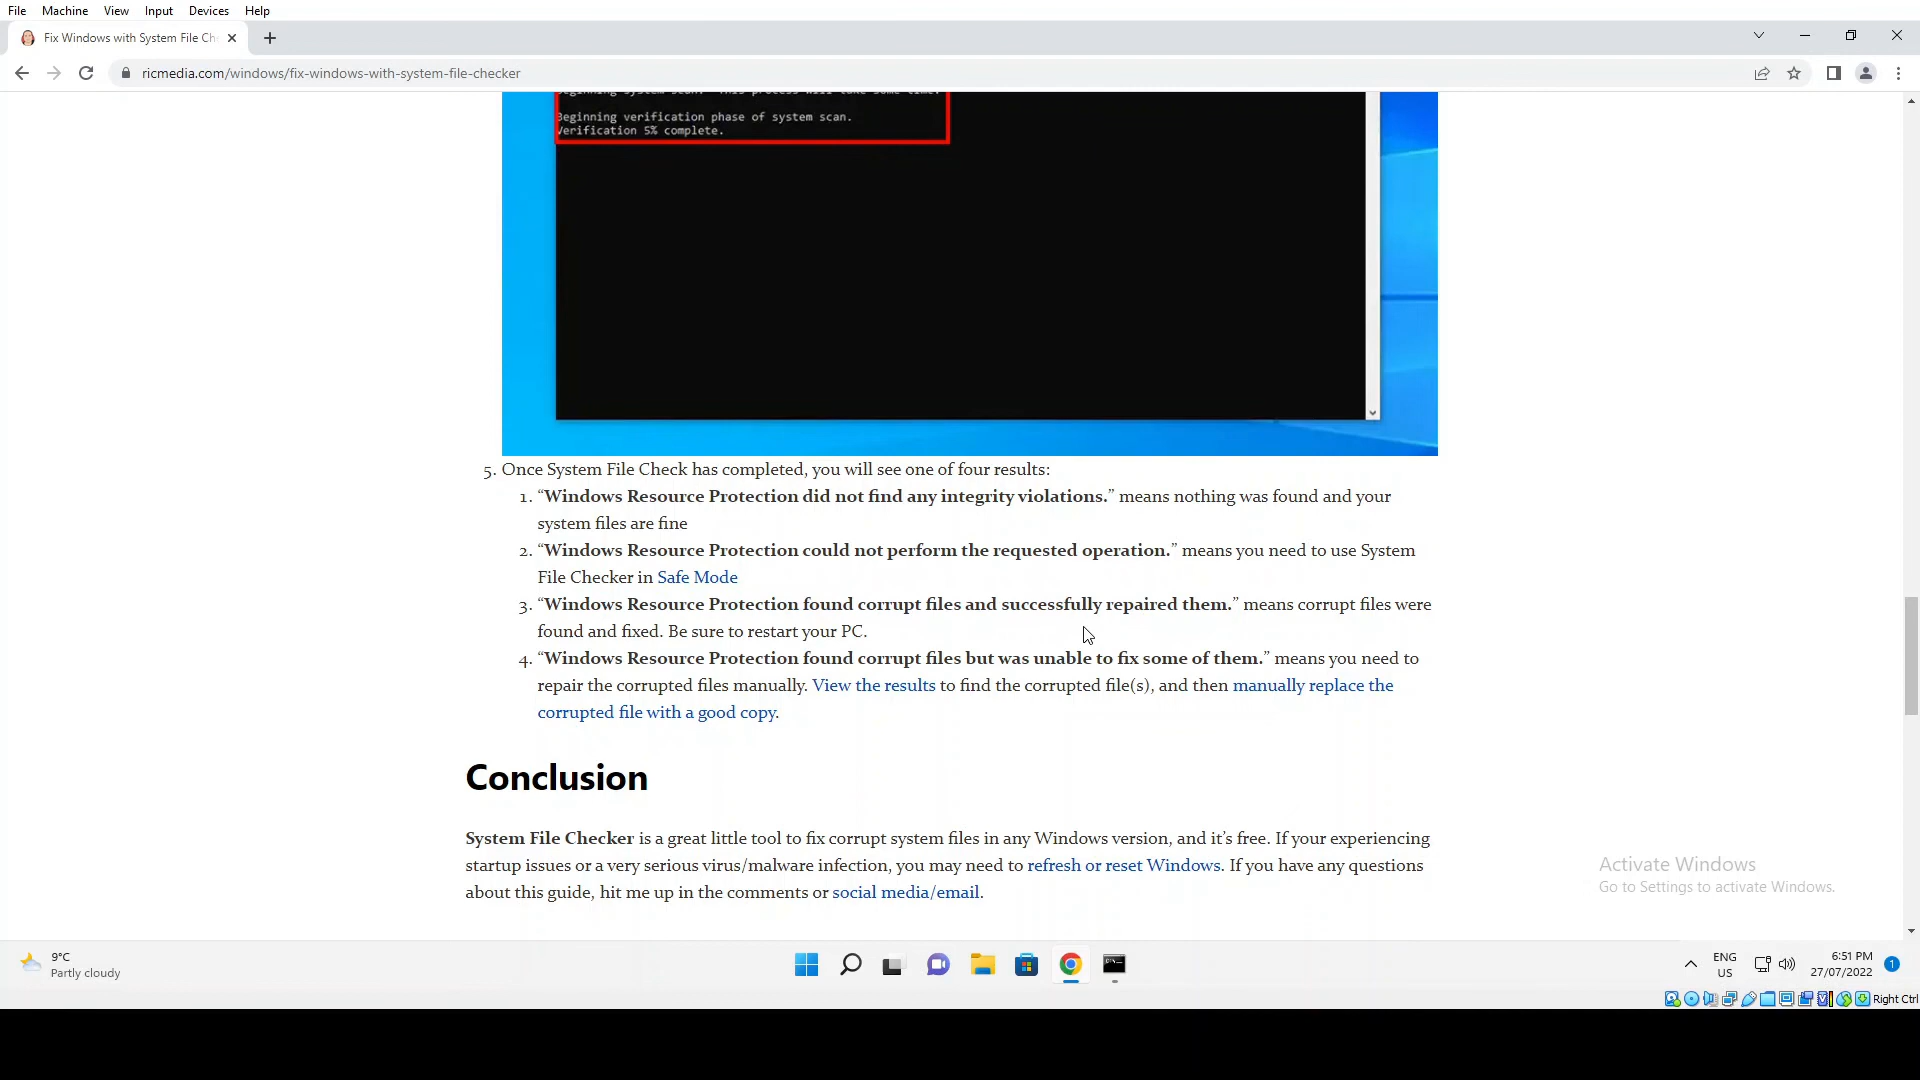 File Machine View Input Devices Help
Fix Windows with System File Ch
ricmedia.com/windows/fix-windows-with-system-file-checker
Beginning system scan. This process will take some time.
Beginning verification phase of system scan.
Verification 5% complete.
5. Once System File Check has completed, you will see one of four results:
1. “Windows Resource Protection did not find any integrity violations.” means nothing was found and your
system files are fine
2. “Windows Resource Protection could not perform the requested operation.” means you need to use System
File Checker in Safe Mode
3. “Windows Resource Protection found corrupt files and successfully repaired them.” means corrupt files were
found and fixed. Be sure to restart your PC.
4. “Windows Resource Protection found corrupt files but was unable to fix some of them.” means you need to
repair the corrupted files manually. View the results to find the corrupted file(s), and then manually replace the
corrupted file with a good copy.
Conclusion
System File Checker is a great little tool to fix corrupt system files in any Windows version, and it’s free. If your experiencing
startup issues or a very serious virus/malware infection, you may need to refresh or reset Windows. If you have any questions
about this guide, hit me up in the comments or social media/email.
Activate Windows
Go to Settings to activate Windows.
9°C
Partly cloudy
ENG
US
6:51 PM
27/07/2022
1
Right Ctrl